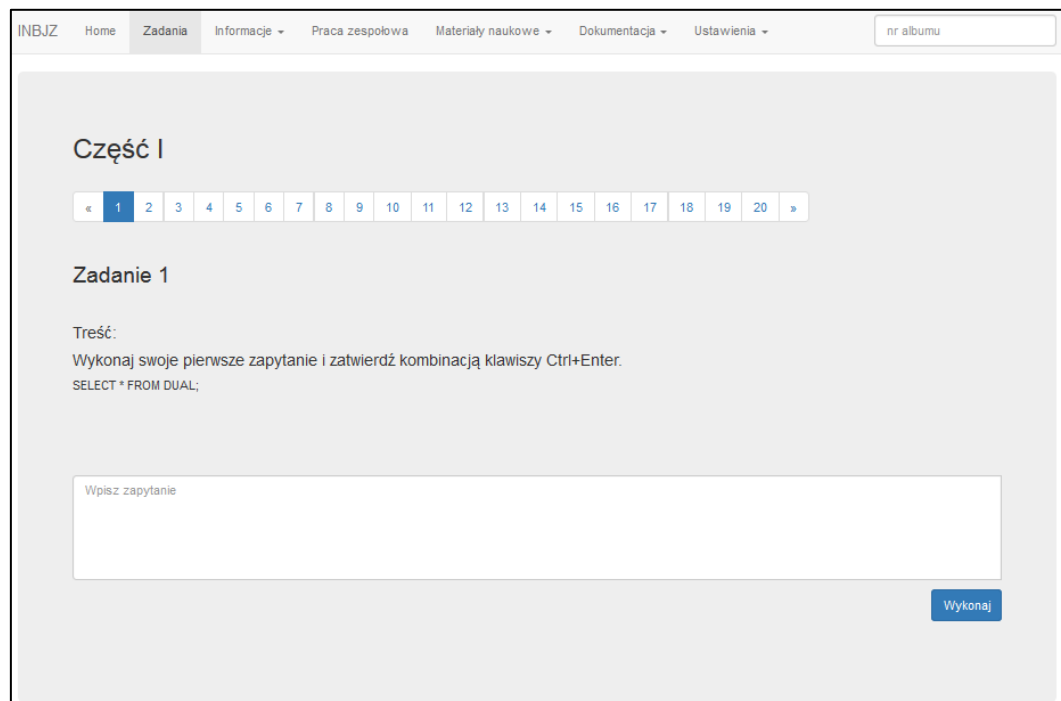 INBJZ Home Zadania Informacje Praca zespołowa Materiały naukowe Dokumentacja Ustawienia nr albumu
Część I
« 1 2 3 4 5 6 7 8 9 10 11 12 13 14 15 16 17 18 19 20 »
Zadanie 1
Treść:
Wykonaj swoje pierwsze zapytanie i zatwierdź kombinacją klawiszy Ctrl+Enter.
SELECT * FROM DUAL;
Wpisz zapytanie
Wykonaj